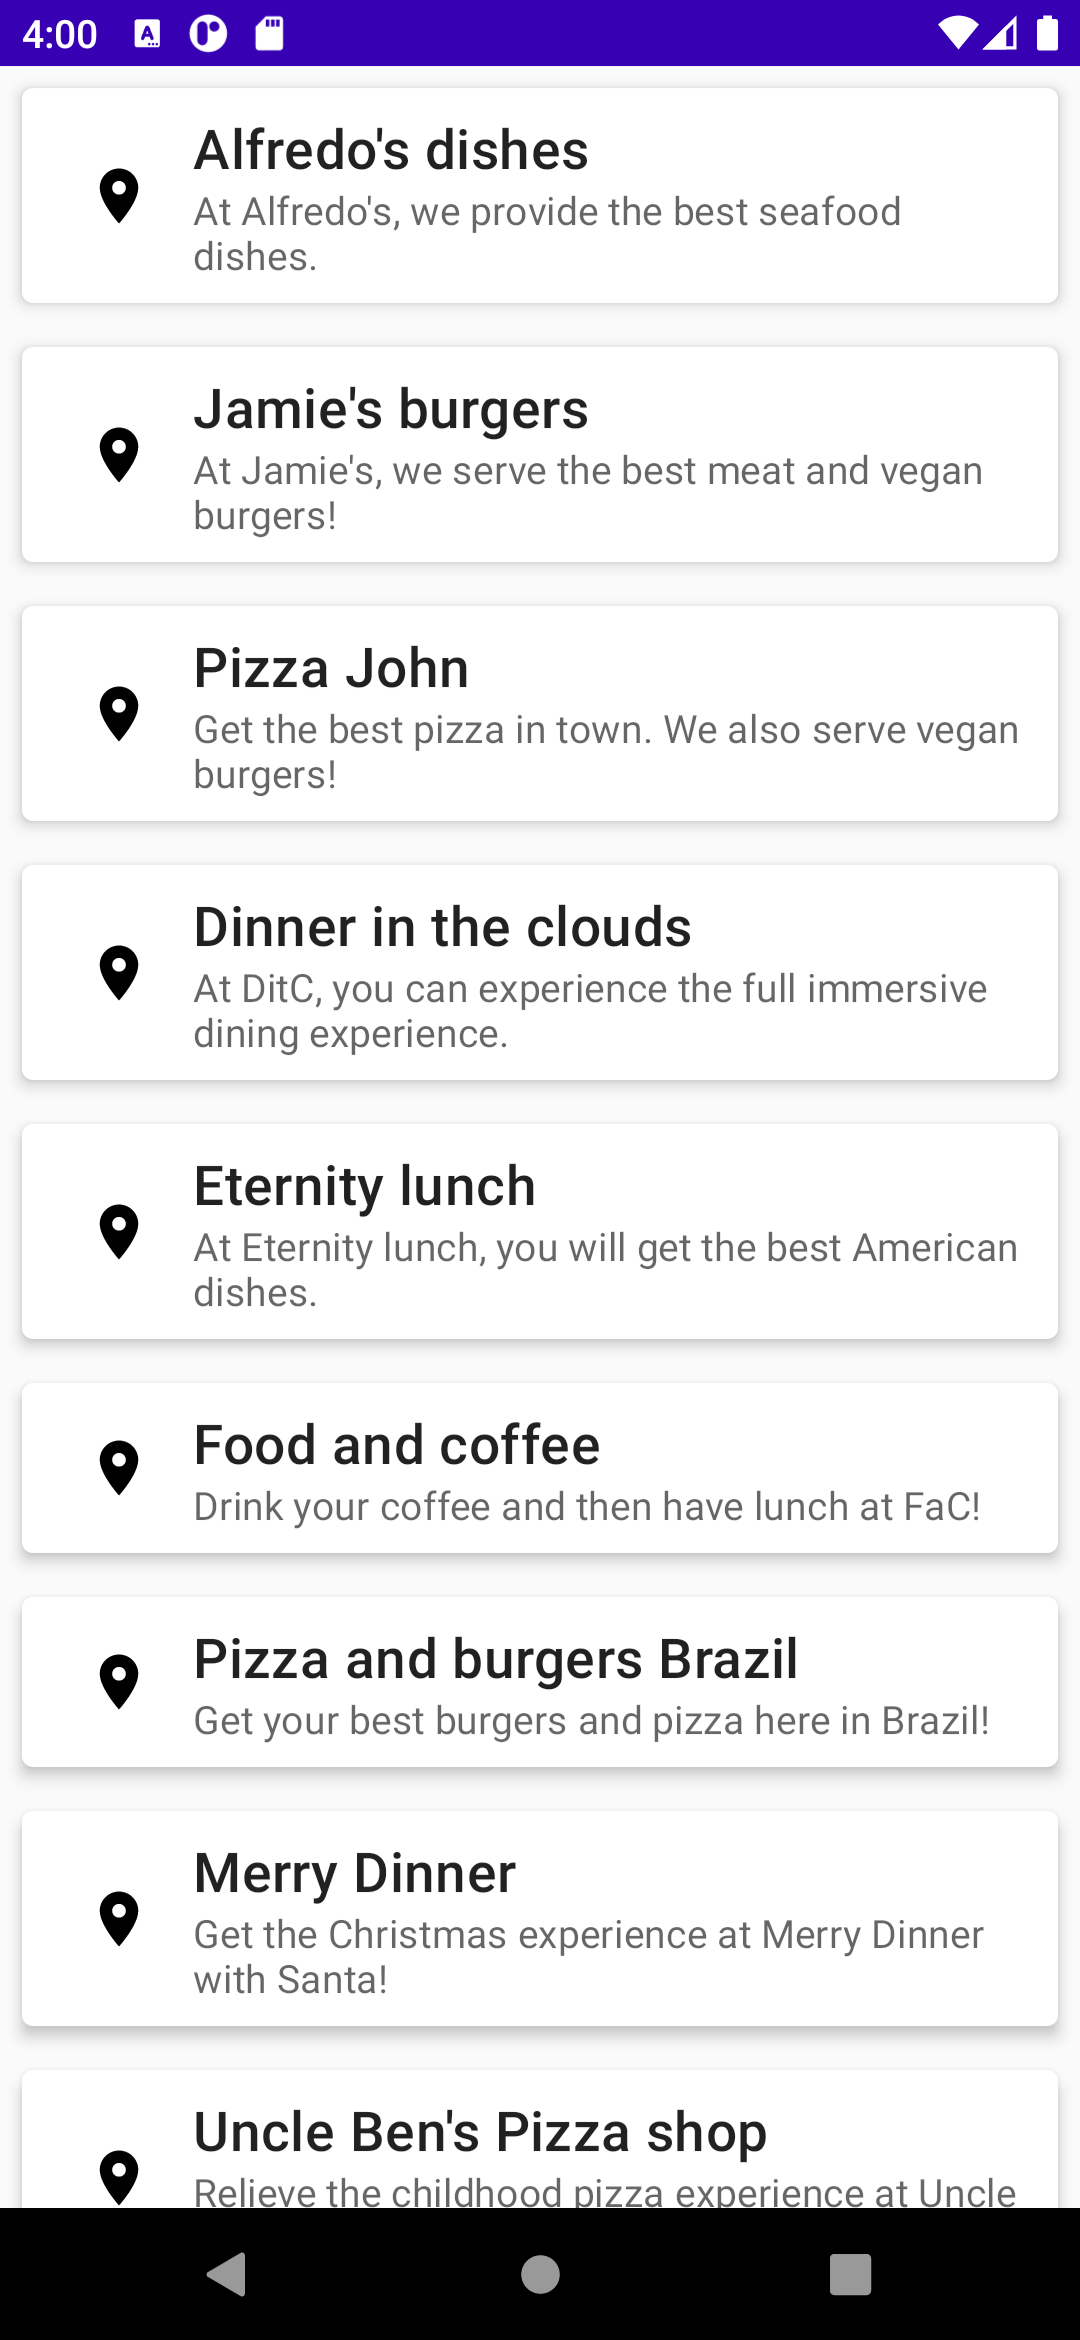 4:00
Alfredo's dishes
At Alfredo's, we provide the best seafood
dishes.
Jamie's burgers
At Jamie's, we serve the best meat and vegan
burgers!
Pizza John
Get the best pizza in town. We also serve vegan
burgers!
Dinner in the clouds
At DitC, you can experience the full immersive
dining experience.
Eternity lunch
At Eternity lunch, you will get the best American
dishes.
Food and coffee
Drink your coffee and then have lunch at FaC!
Pizza and burgers Brazil
Get your best burgers and pizza here in Brazil!
Merry Dinner
Get the Christmas experience at Merry Dinner
with Santa!
Uncle Ben's Pizza shop
Relieve the childhood pizza experience at Uncle